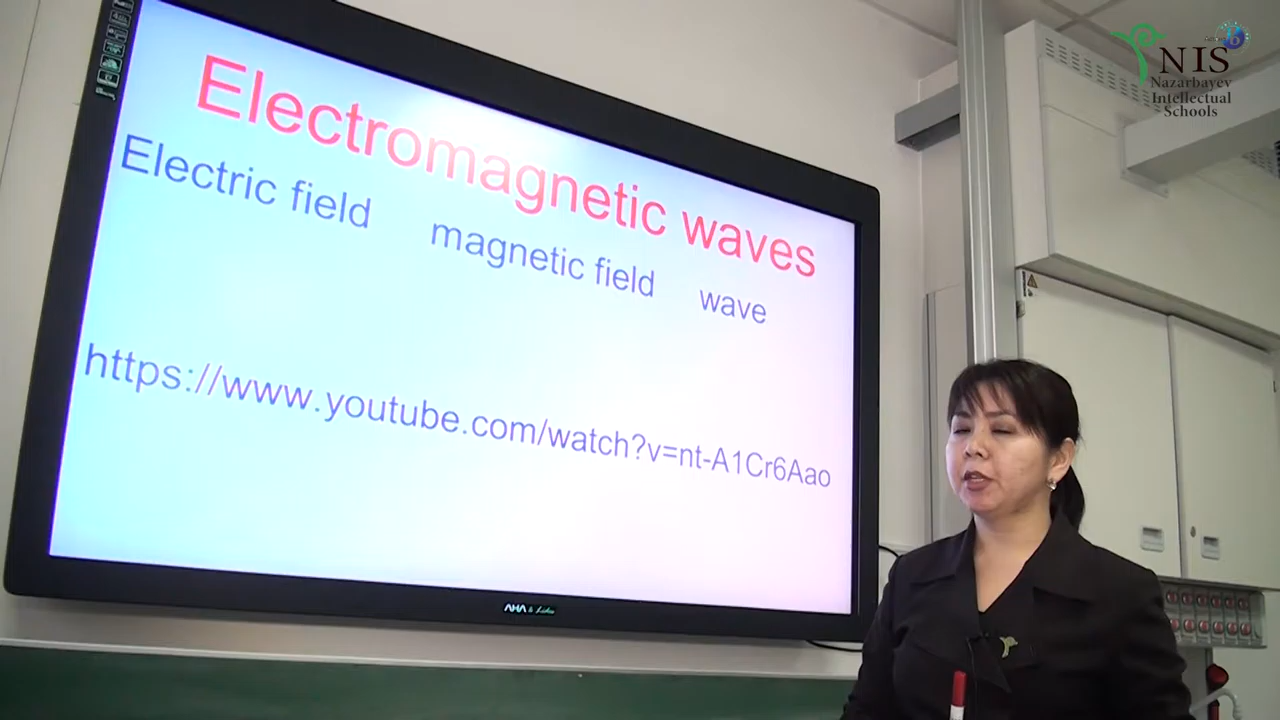 Electromagnetic waves
Electric field magnetic field wave
https://www.youtube.com/watch?v=nt-A1Cr6Aao
NIS
Nazarbayev
Intellectual
Schools